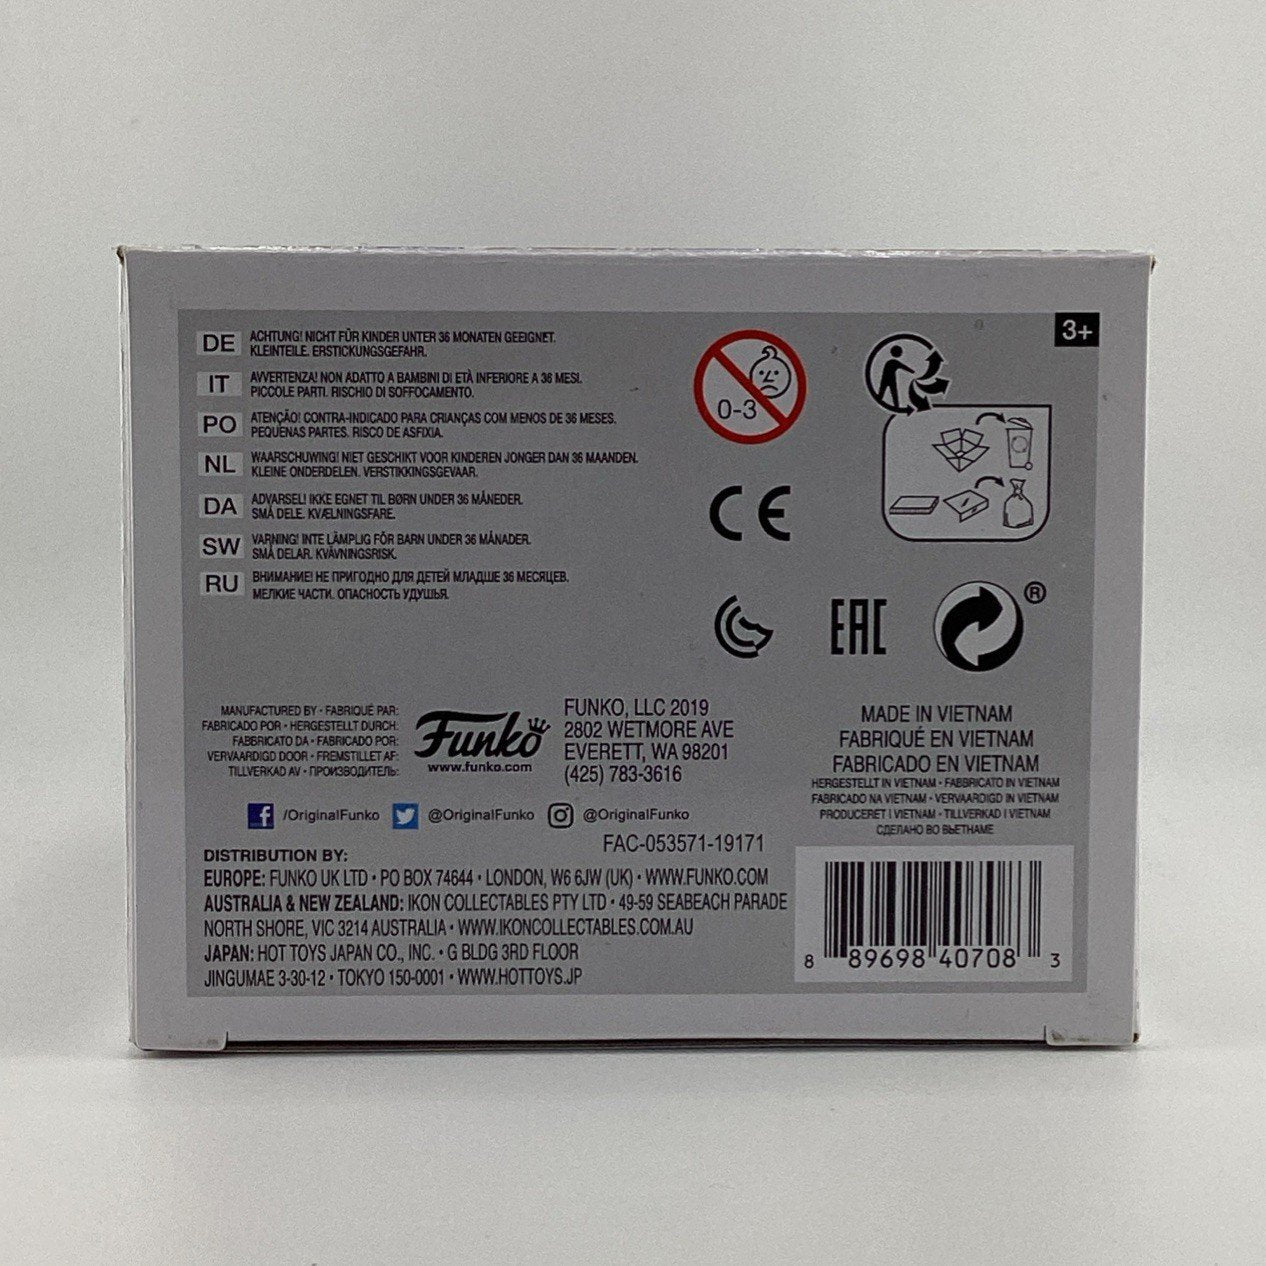 3+
DE ACHTUNG! NICHT FÜR KINDER UNTER 36 MONATEN GEEIGNET.
KLEINTEILE. ERSTICKUNGSGEFAHR.
IT AVVERTENZA! NON ADATTO A BAMBINI DI ETÀ INFERIORE A 36 MESI.
PICCOLE PARTI. RISCHIO DI SOFFOCAMENTO.
PO ATENÇÃO! CONTRA-INDICADO PARA CRIANÇAS COM MENOS DE 36 MESES.
PEQUENAS PARTES. RISCO DE ASFIXIA.
NL WAARSCHUWING! NIET GESCHIKT VOOR KINDEREN JONGER DAN 36 MAANDEN.
KLEINE ONDERDELEN. VERSTIKKINGSGEVAAR.
DA ADVARSEL! IKKE EGNET TIL BØRN UNDER 36 MÅNEDER.
SMÅ DELE. KVÆLNINGSFARE.
SW VARNING! INTE LÄMPLIG FÖR BARN UNDER 36 MÅNADER.
SMÅ DELAR. KVÄVNINGSRISK.
RU ВНИМАНИЕ! НЕ ПРИГОДНО ДЛЯ ДЕТЕЙ МЛАДШЕ 36 МЕСЯЦЕВ.
МЕЛКИЕ ЧАСТИ. ОПАСНОСТЬ УДУШЬЯ.
0-3
CE
EAC
®
MANUFACTURED BY • FABRIQUÉ PAR:
FABRICADO POR • HERGESTELLT DURCH:
FABBRICATO DA • FABRICADO POR:
VERVAARDIGD DOOR • FREMSTILLET AF:
TILLVERKAD AV • ПРОИЗВОДИТЕЛЬ:
Funko
www.funko.com
FUNKO, LLC 2019
2802 WETMORE AVE
EVERETT, WA 98201
(425) 783-3616
MADE IN VIETNAM
FABRIQUÉ EN VIETNAM
FABRICADO EN VIETNAM
HERGESTELLT IN VIETNAM • FABBRICATO IN VIETNAM
FABRICADO NA VIETNAM • VERVAARDIGD IN VIETNAM
PRODUCERET I VIETNAM • TILLVERKAD I VIETNAM
СДЕЛАНО ВО ВЬЕТНАМЕ
/OriginalFunko @OriginalFunko @OriginalFunko
FAC-053571-19171
DISTRIBUTION BY:
EUROPE: FUNKO UK LTD • PO BOX 74644 • LONDON, W6 6JW (UK) • WWW.FUNKO.COM
AUSTRALIA & NEW ZEALAND: IKON COLLECTABLES PTY LTD • 49-59 SEABEACH PARADE
NORTH SHORE, VIC 3214 AUSTRALIA • WWW.IKONCOLLECTABLES.COM.AU
JAPAN: HOT TOYS JAPAN CO., INC. • G BLDG 3RD FLOOR
JINGUMAE 3-30-12 • TOKYO 150-0001 • WWW.HOTTOYS.JP
8 89698 40708 3